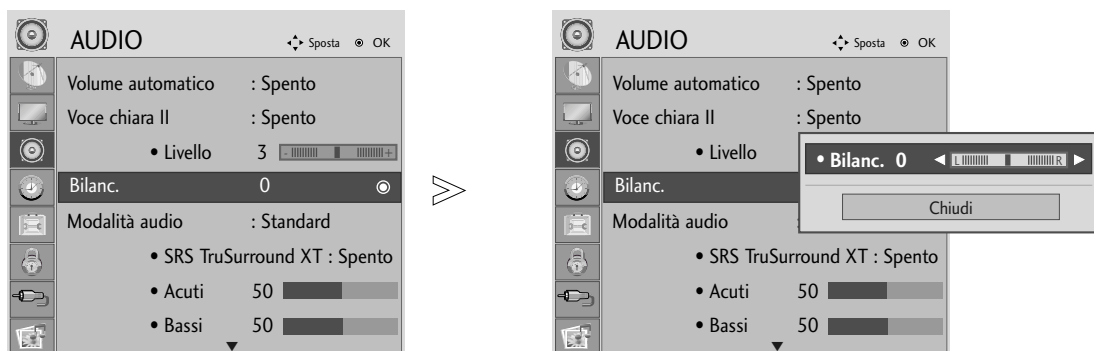 AUDIO Sposta OK
Volume automatico : Spento
Voce chiara II : Spento
• Livello 3 - +
Bilanc. 0
Modalità audio : Standard
• SRS TruSurround XT : Spento
• Acuti 50
• Bassi 50
AUDIO Sposta OK
Volume automatico : Spento
Voce chiara II : Spento
• Livello
• Bilanc. 0 L R
Bilanc.
Chiudi
Modalità audio :
• SRS TruSurround XT : Spento
• Acuti 50
• Bassi 50